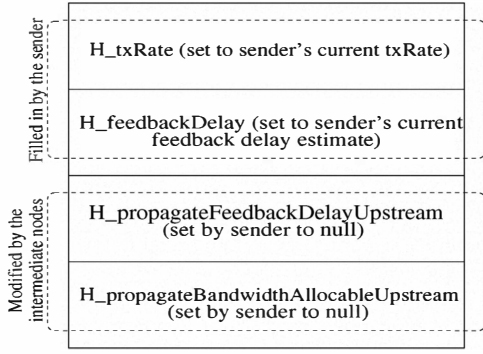 Filled in by the sender
H_txRate (set to sender's current txRate)
H_feedbackDelay (set to sender's current
feedback delay estimate)
Modified by the
intermediate nodes
H_propagateFeedbackDelayUpstream
(set by sender to null)
H_propagateBandwidthAllocableUpstream
(set by sender to null)